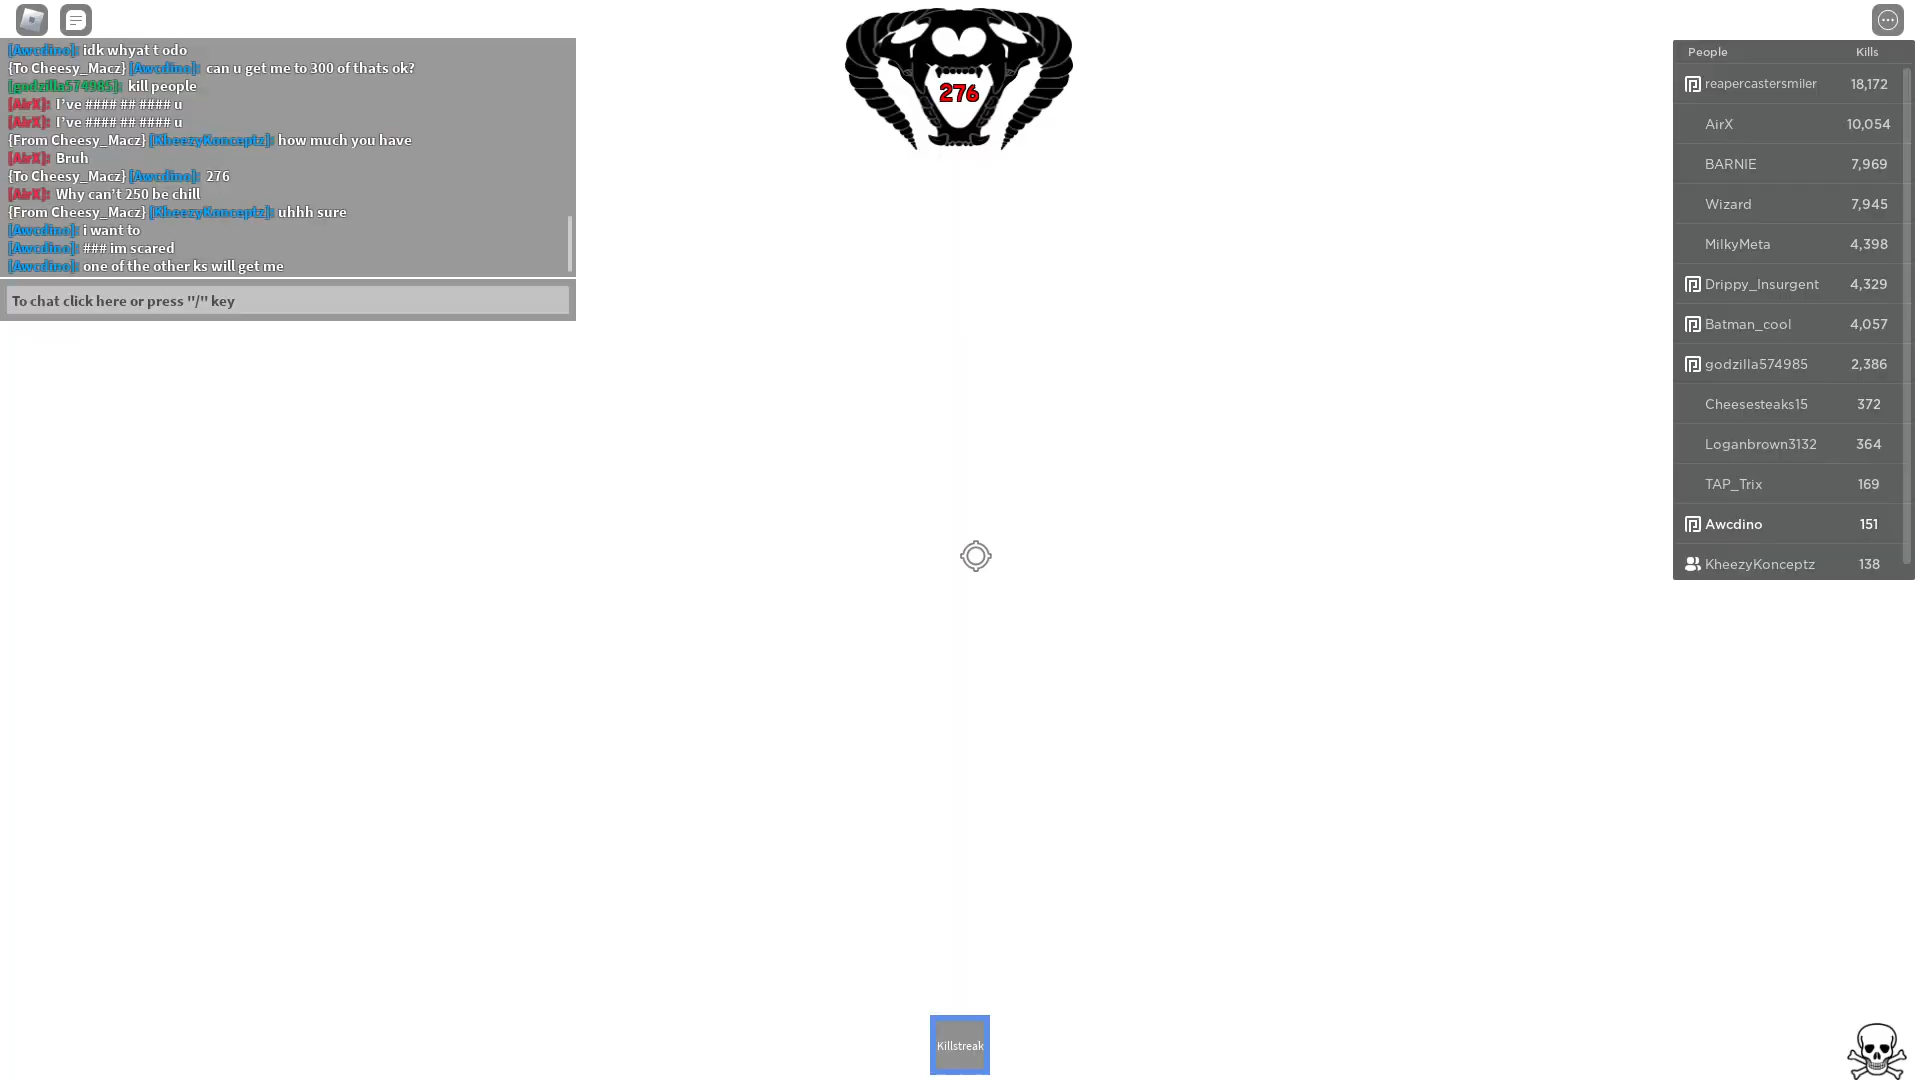 [Awcdino]: idk whyat t odo
{To Cheesy_Macz} [Awcdino]: can u get me to 300 of thats ok?
[godzilla574985]: kill people
[AirX]: I've #### ## #### u
[AirX]: I've #### ## #### u
{From Cheesy_Macz} [KheezyKonceptz]: how much you have
[AirX]: Bruh
{To Cheesy_Macz} [Awcdino]: 276
[AirX]: Why can't 250 be chill
{From Cheesy_Macz} [KheezyKonceptz]: uhhh sure
[Awcdino]: i want to
[Awcdino]: ### im scared
[Awcdino]: one of the other ks will get me
To chat click here or press "/" key
276
People Kills
reapercastersmiler 18,172
AirX 10,054
BARNIE 7,969
Wizard 7,945
MilkyMeta 4,398
Drippy_Insurgent 4,329
Batman_cool 4,057
godzilla574985 2,386
Cheesesteaks15 372
Loganbrown3132 364
TAP_Trix 169
Awcdino 151
KheezyKonceptz 138
Killstreak